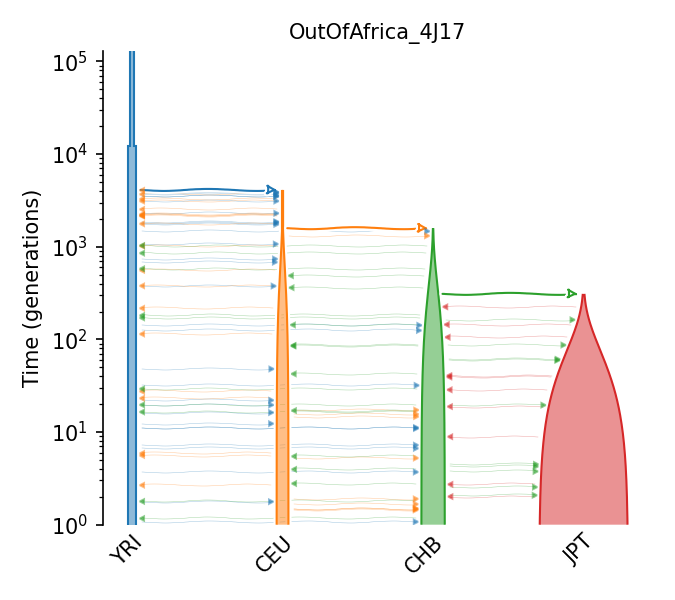 OutOfAfrica_4J17
Time (generations)
10^5
10^4
10^3
10^2
10^1
10^0
YRI
CEU
CHB
JPT